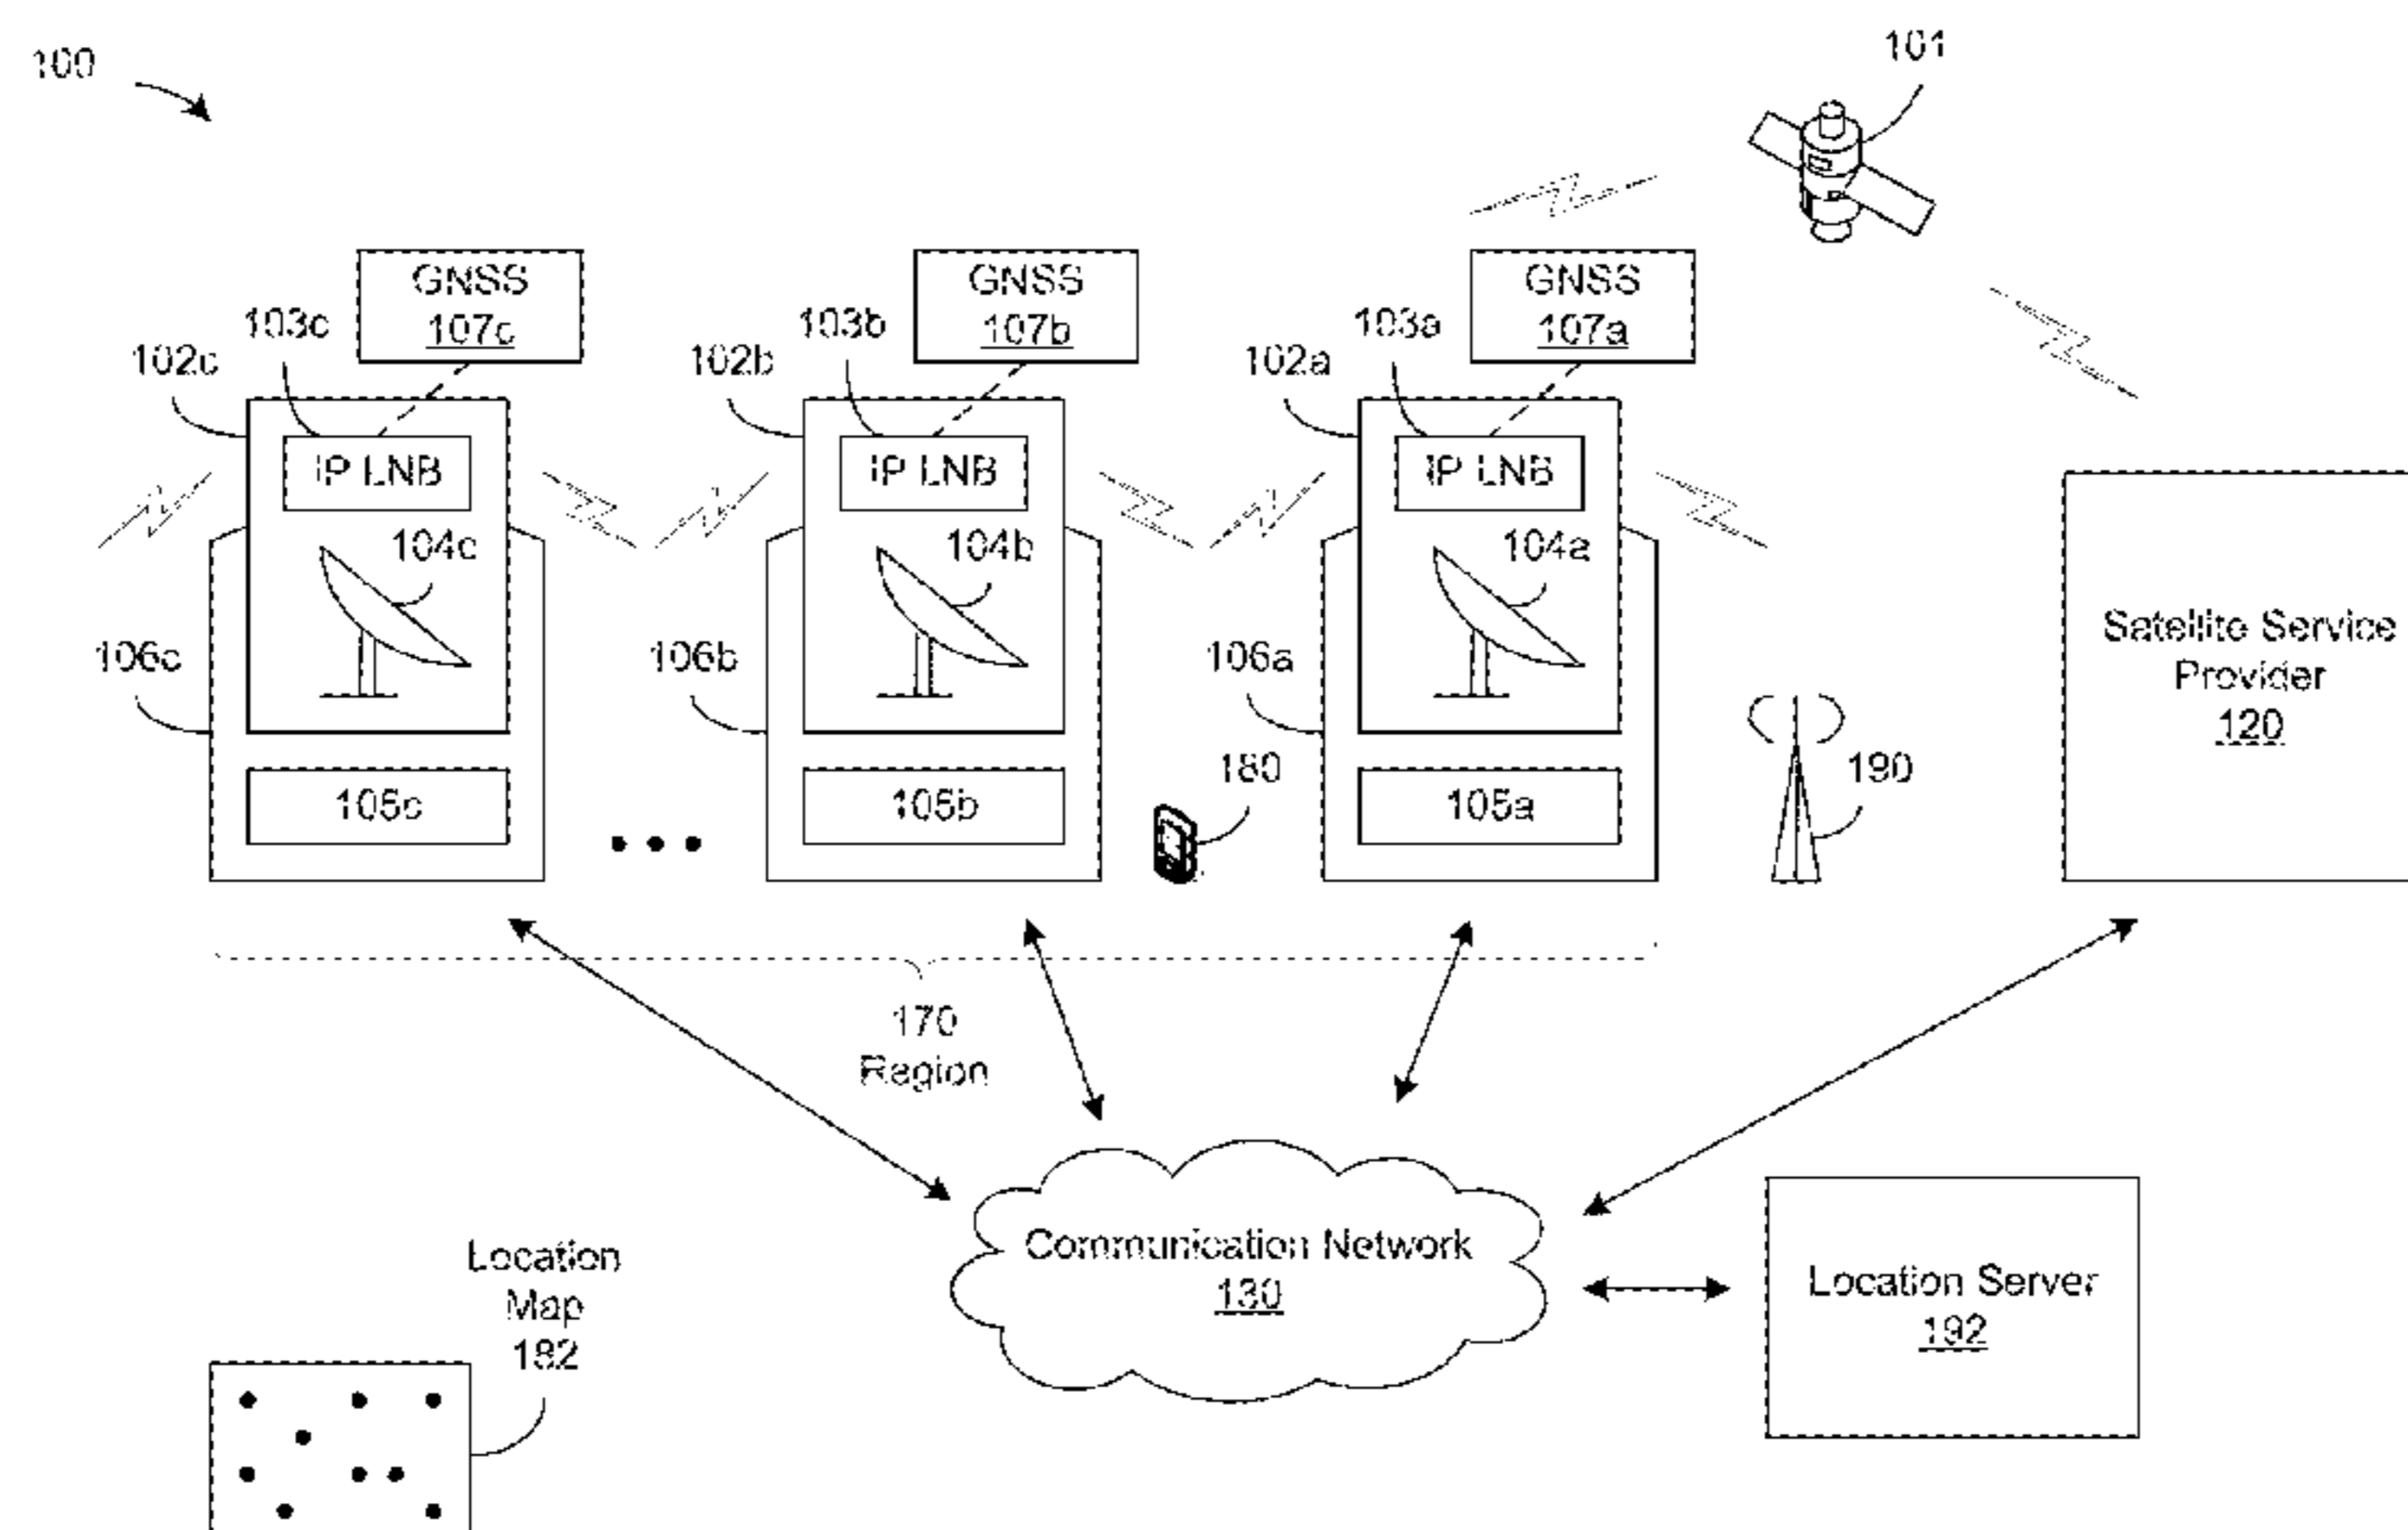 100
101
GNSS
107c
GNSS
107b
GNSS
107a
103c
103b
103a
102c
102b
102a
IP LNB
IP LNB
IP LNB
104c
104b
104a
106c
106b
106a
Satellite Service
Provider
120
180
190
105c
105b
105a
170
Region
Communication Network
130
Location Server
192
Location
Map
182